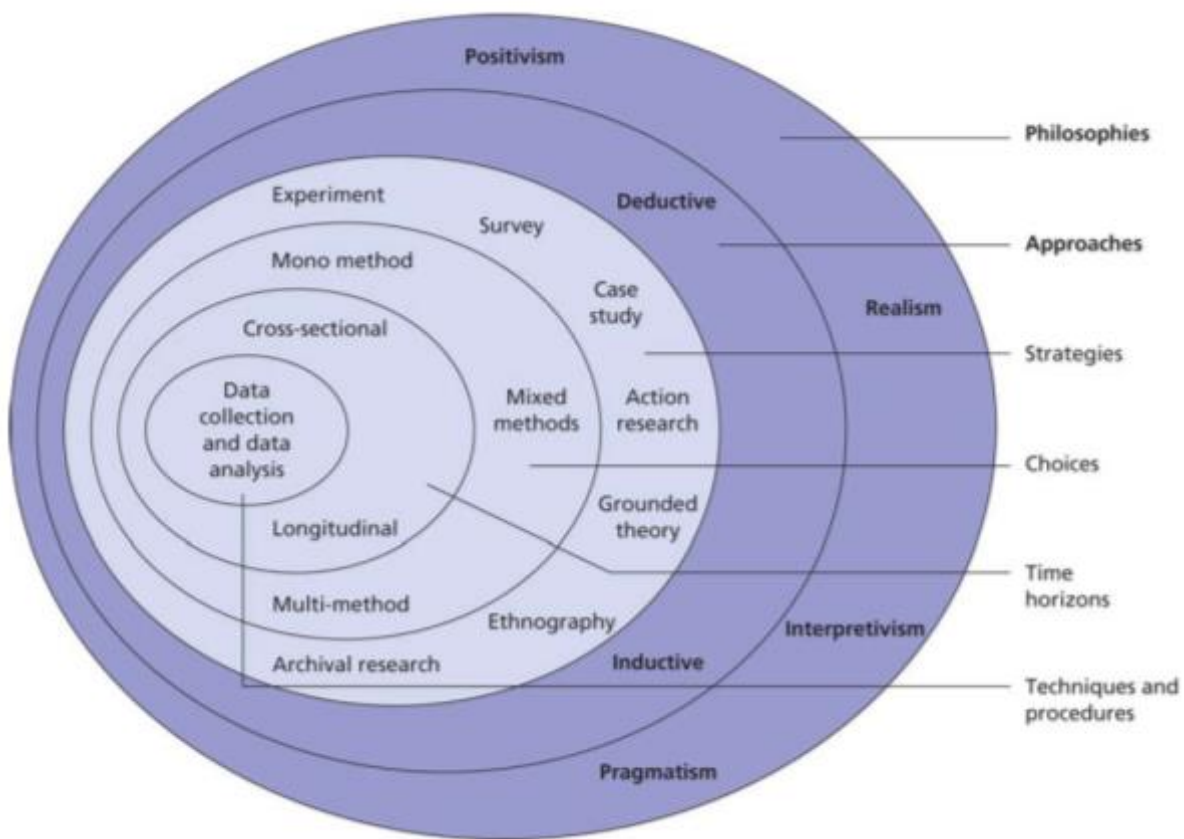 Positivism
Philosophies
Experiment
Deductive
Survey
Approaches
Mono method
Case
study
Realism
Cross-sectional
Strategies
Data
collection
and data
analysis
Mixed
methods
Action
research
Choices
Grounded
theory
Longitudinal
Time
horizons
Multi-method
Ethnography
Interpretivism
Archival research
Inductive
Techniques and
procedures
Pragmatism